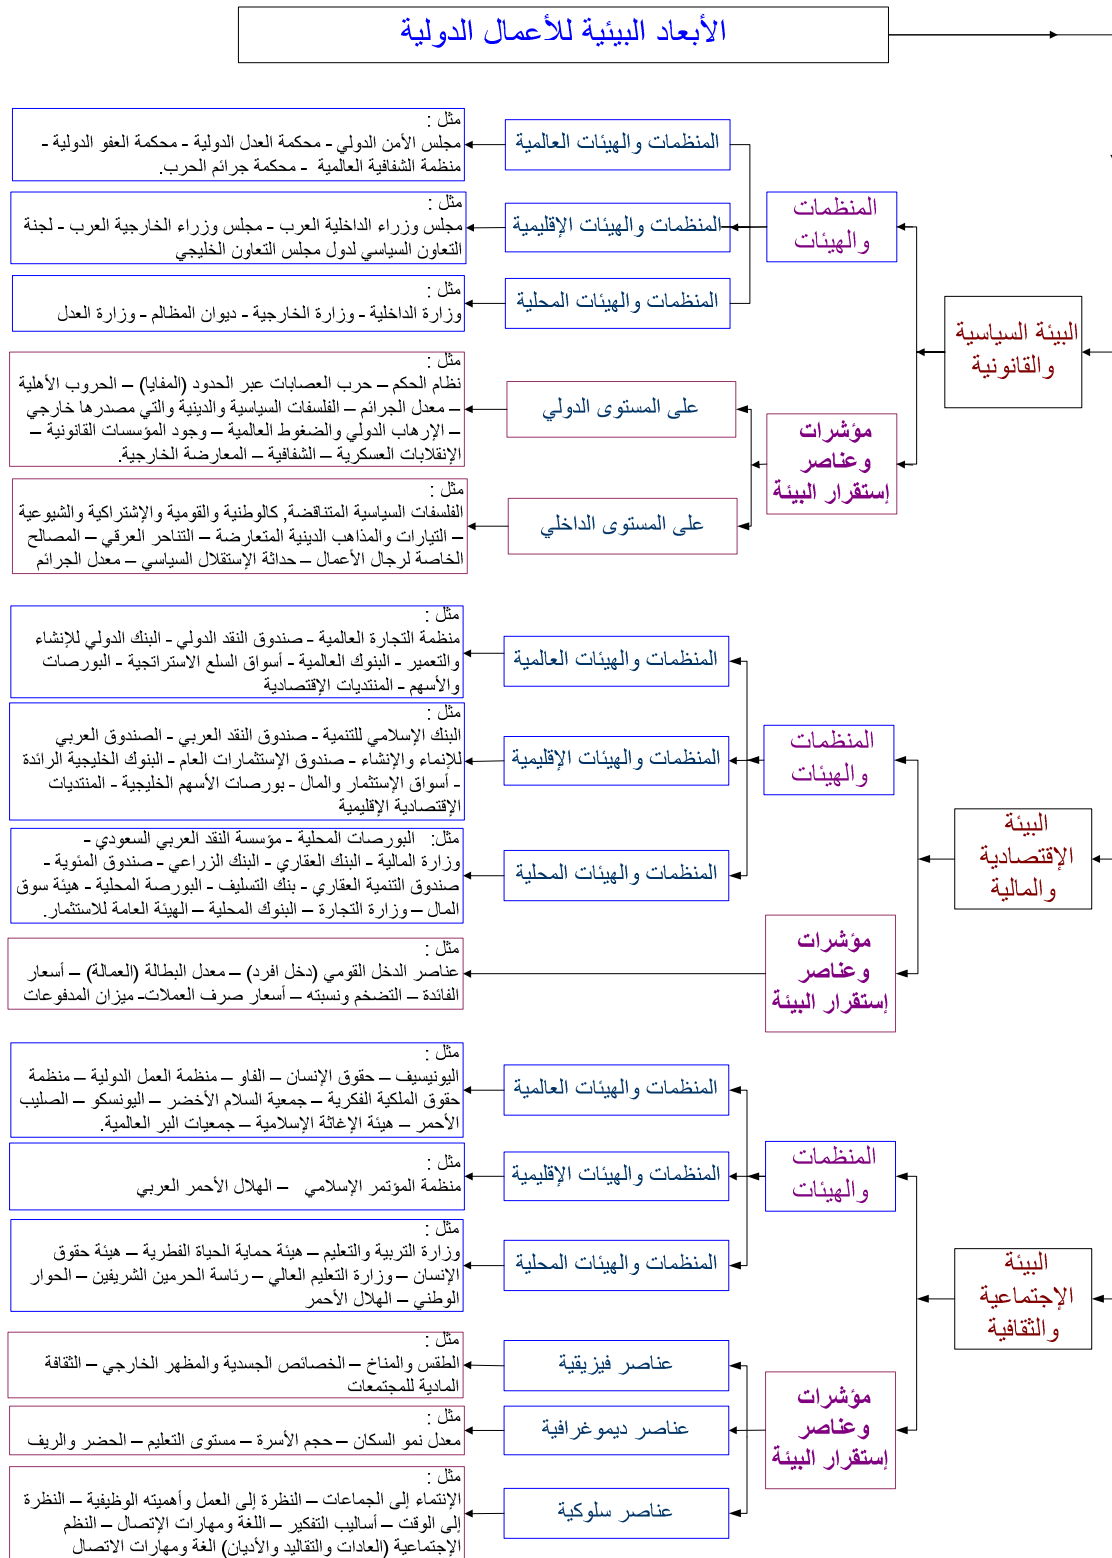 الأبعاد البيئية للأعمال الدولية
البيئة السياسية
والقانونية
المنظمات
والهيئات
المنظمات والهيئات العالمية
مثل :
مجلس الأمن الدولي - محكمة العدل الدولية - محكمة العفو الدولية -
منظمة الشفافية العالمية - محكمة جرائم الحرب.
المنظمات والهيئات الإقليمية
مثل :
مجلس وزراء الداخلية العرب - مجلس وزراء الخارجية العرب - لجنة
التعاون السياسي لدول مجلس التعاون الخليجي
المنظمات والهيئات المحلية
مثل :
وزارة الداخلية - وزارة الخارجية - ديوان المظالم - وزارة العدل
مؤشرات
وعناصر
إستقرار البيئة
على المستوى الدولي
مثل :
نظام الحكم – حرب العصابات عبر الحدود (المفايا) – الحروب الأهلية
– معدل الجرائم – الفلسفات السياسية والدينية والتي مصدرها خارجي
– الإرهاب الدولي والضغوط العالمية – وجود المؤسسات القانونية –
الإنقلابات العسكرية – الشفافية – المعارضة الخارجية.
على المستوى الداخلي
مثل :
الفلسفات السياسية المتناقضة, كالوطنية والقومية والإشتراكية والشيوعية
– التيارات والمذاهب الدينية المتعارضة – التناحر العرقي – المصالح
الخاصة لرجال الأعمال – حداثة الإستقلال السياسي – معدل الجرائم
البيئة
الإقتصادية
والمالية
المنظمات
والهيئات
المنظمات والهيئات العالمية
مثل :
منظمة التجارة العالمية - صندوق النقد الدولي - البنك الدولي للإنشاء
والتعمير - البنوك العالمية - أسواق السلع الاستراتجية - البورصات
والأسهم - المنتديات الإقتصادية
المنظمات والهيئات الإقليمية
مثل :
البنك الإسلامي للتنمية - صندوق النقد العربي - الصندوق العربي
للإنماء والإنشاء - صندوق الإستثمارات العام - البنوك الخليجية الرائدة
- أسواق الإستثمار والمال - بورصات الأسهم الخليجية - المنتديات
الإقتصادية الإقليمية
المنظمات والهيئات المحلية
مثل: البورصات المحلية - مؤسسة النقد العربي السعودي -
وزارة المالية - البنك العقاري - البنك الزراعي - صندوق المئوية -
صندوق التنمية العقاري - بنك التسليف - البورصة المحلية - هيئة سوق
المال – وزارة التجارة – البنوك المحلية – الهيئة العامة للاستثمار.
مؤشرات
وعناصر
إستقرار البيئة
مثل :
عناصر الدخل القومي (دخل افرد) – معدل البطالة (العمالة) – أسعار
الفائدة – التضخم ونسبته – أسعار صرف العملات- ميزان المدفوعات
البيئة
الإجتماعية
والثقافية
المنظمات
والهيئات
المنظمات والهيئات العالمية
مثل :
اليونيسيف – حقوق الإنسان – الفاو – منظمة العمل الدولية – منظمة
حقوق الملكية الفكرية – جمعية السلام الأخضر – اليونسكو – الصليب
الأحمر – هيئة الإغاثة الإسلامية – جمعيات البر العالمية.
المنظمات والهيئات الإقليمية
مثل :
منظمة المؤتمر الإسلامي – الهلال الأحمر العربي
المنظمات والهيئات المحلية
مثل :
وزارة التربية والتعليم – هيئة حماية الحياة الفطرية – هيئة حقوق
الإنسان – وزارة التعليم العالي – رئاسة الحرمين الشريفين – الحوار
الوطني – الهلال الأحمر
مؤشرات
وعناصر
إستقرار البيئة
عناصر فيزيقية
مثل :
الطقس والمناخ – الخصائص الجسدية والمظهر الخارجي – الثقافة
المادية للمجتمعات
عناصر ديموغرافية
مثل :
معدل نمو السكان – حجم الأسرة – مستوى التعليم – الحضر والريف
عناصر سلوكية
مثل :
الإنتماء إلى الجماعات – النظرة إلى العمل وأهميته الوظيفية – النظرة
إلى الوقت – أساليب التفكير – اللغة ومهارات الإتصال – النظم
الإجتماعية (العادات والتقاليد والأديان) الغة ومهارات الاتصال